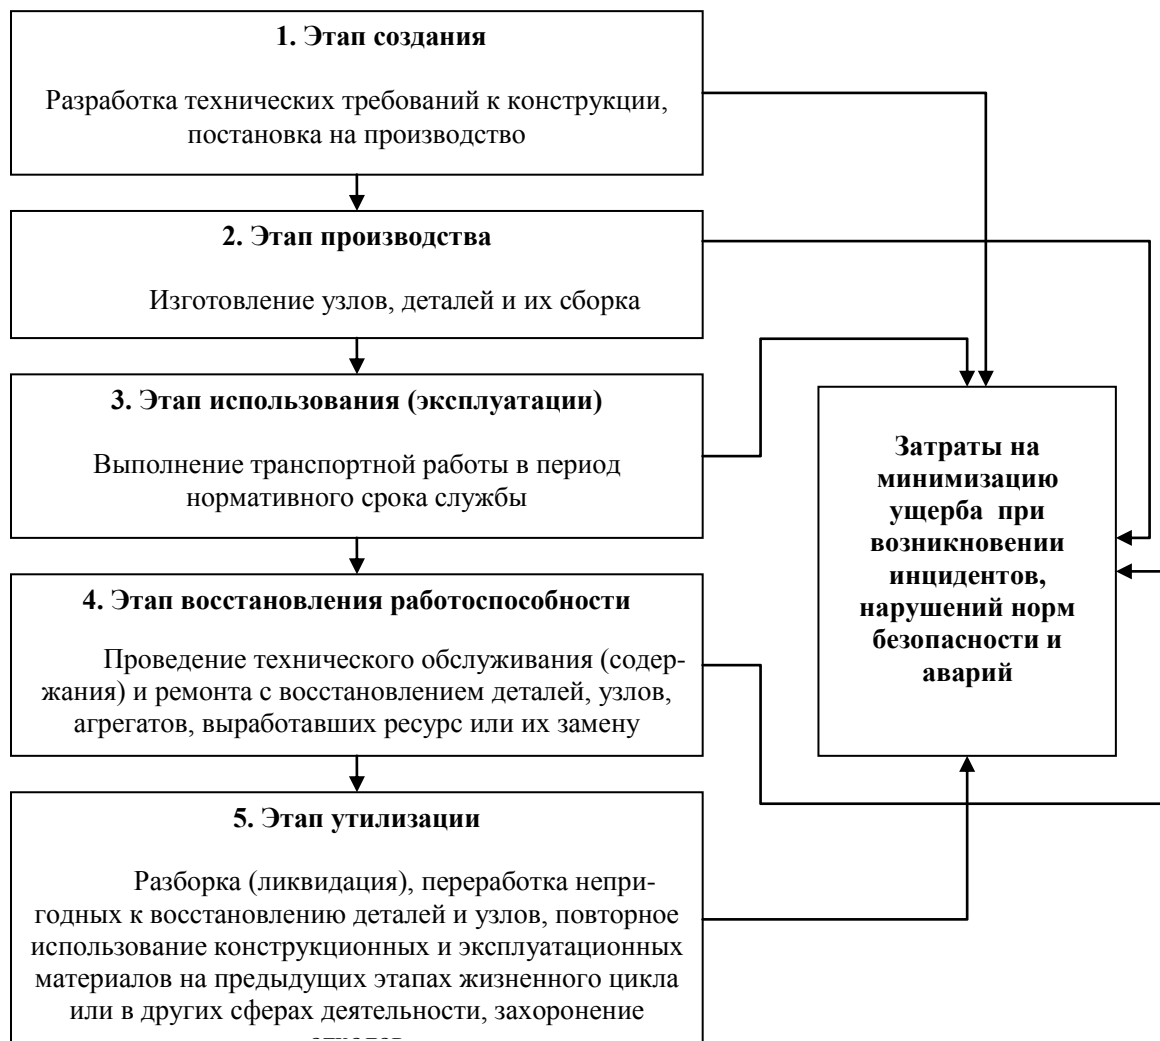 1. Этап создания
Разработка технических требований к конструкции,
постановка на производство
2. Этап производства
Изготовление узлов, деталей и их сборка
3. Этап использования (эксплуатации)
Выполнение транспортной работы в период
нормативного срока службы
4. Этап восстановления работоспособности
Проведение технического обслуживания (содер-
жания) и ремонта с восстановлением деталей, узлов,
агрегатов, выработавших ресурс или их замену
5. Этап утилизации
Разборка (ликвидация), переработка непри-
годных к восстановлению деталей и узлов, повторное
использование конструкционных и эксплуатационных
материалов на предыдущих этапах жизненного цикла
или в других сферах деятельности, захоронение
Затраты на
минимизацию
ущерба при
возникновении
инцидентов,
нарушений норм
безопасности и
аварий